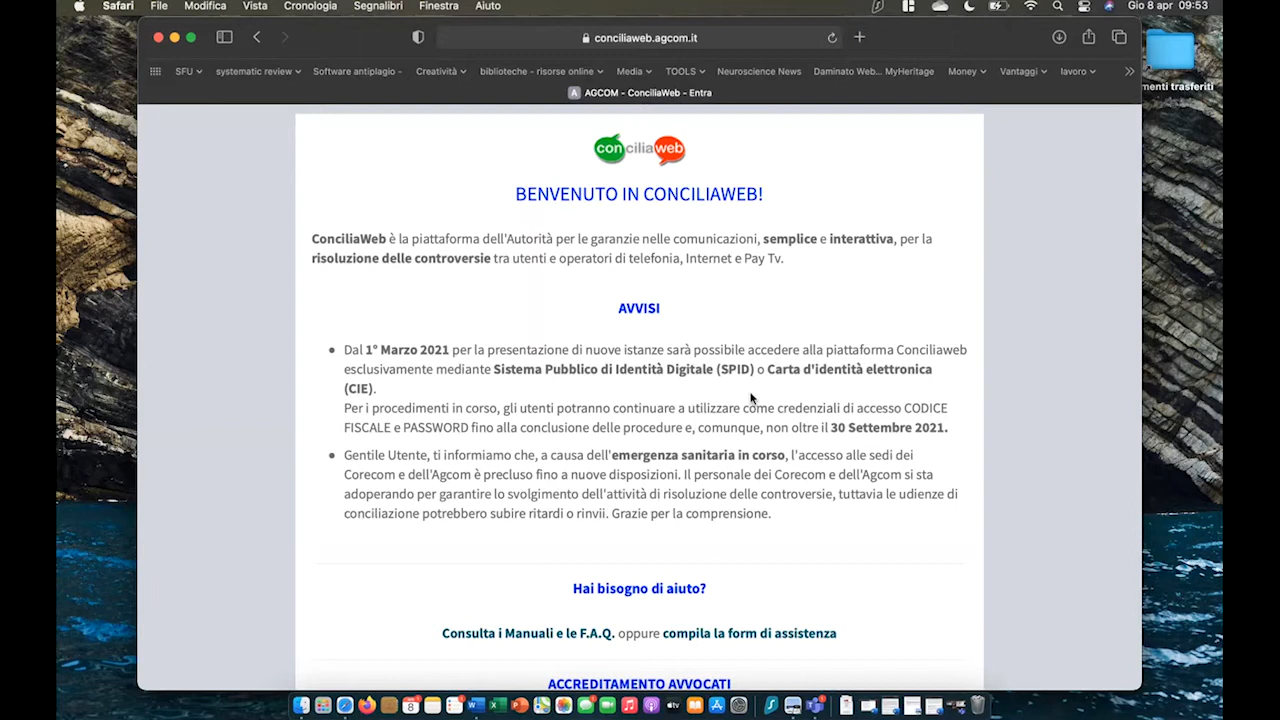 Safari File Modifica Vista Cronologia Segnalibri Finestra Aiuto Gio 8 apr 09:53
conciliaweb.agcom.it
SFU systematic review Software antiplagio - Creatività biblioteche - risorse online Media TOOLS Neuroscience News Daminato Web... MyHeritage Money Vantaggi lavoro
A AGCOM - ConciliaWeb - Entra
menti trasferiti
conciliaweb
BENVENUTO IN CONCILIAWEB!
ConciliaWeb è la piattaforma dell'Autorità per le garanzie nelle comunicazioni, semplice e interattiva, per la
risoluzione delle controversie tra utenti e operatori di telefonia, Internet e Pay Tv.
AVVISI
Dal 1° Marzo 2021 per la presentazione di nuove istanze sarà possibile accedere alla piattaforma Conciliaweb
esclusivamente mediante Sistema Pubblico di Identità Digitale (SPID) o Carta d'identità elettronica
(CIE).
Per i procedimenti in corso, gli utenti potranno continuare a utilizzare come credenziali di accesso CODICE
FISCALE e PASSWORD fino alla conclusione delle procedure e, comunque, non oltre il 30 Settembre 2021.
Gentile Utente, ti informiamo che, a causa dell'emergenza sanitaria in corso, l'accesso alle sedi dei
Corecom e dell'Agcom è precluso fino a nuove disposizioni. Il personale dei Corecom e dell'Agcom si sta
adoperando per garantire lo svolgimento dell'attività di risoluzione delle controversie, tuttavia le udienze di
conciliazione potrebbero subire ritardi o rinvii. Grazie per la comprensione.
Hai bisogno di aiuto?
Consulta i Manuali e le F.A.Q. oppure compila la form di assistenza
ACCREDITAMENTO AVVOCATI